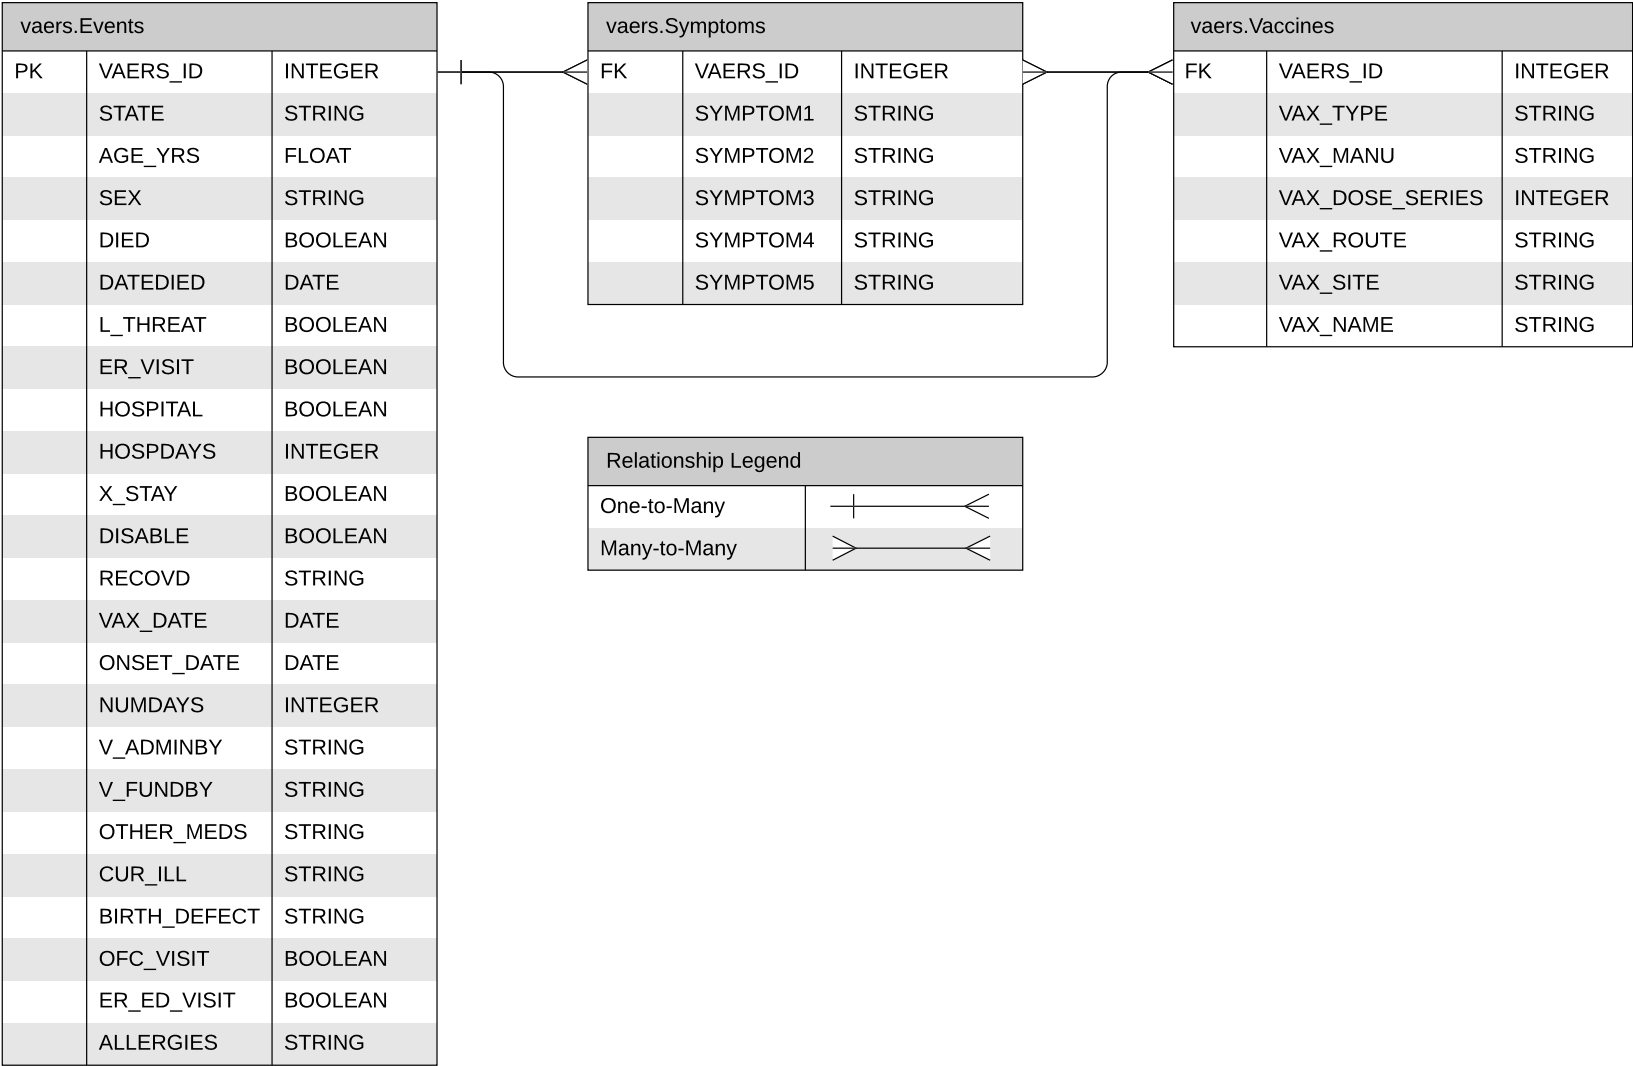 vaers.Events
PK VAERS_ID INTEGER
STATE STRING
AGE_YRS FLOAT
SEX STRING
DIED BOOLEAN
DATEDIED DATE
L_THREAT BOOLEAN
ER_VISIT BOOLEAN
HOSPITAL BOOLEAN
HOSPDAYS INTEGER
X_STAY BOOLEAN
DISABLE BOOLEAN
RECOVD STRING
VAX_DATE DATE
ONSET_DATE DATE
NUMDAYS INTEGER
V_ADMINBY STRING
V_FUNDBY STRING
OTHER_MEDS STRING
CUR_ILL STRING
BIRTH_DEFECT STRING
OFC_VISIT BOOLEAN
ER_ED_VISIT BOOLEAN
ALLERGIES STRING
vaers.Symptoms
FK VAERS_ID INTEGER
SYMPTOM1 STRING
SYMPTOM2 STRING
SYMPTOM3 STRING
SYMPTOM4 STRING
SYMPTOM5 STRING
vaers.Vaccines
FK VAERS_ID INTEGER
VAX_TYPE STRING
VAX_MANU STRING
VAX_DOSE_SERIES INTEGER
VAX_ROUTE STRING
VAX_SITE STRING
VAX_NAME STRING
Relationship Legend
One-to-Many
Many-to-Many